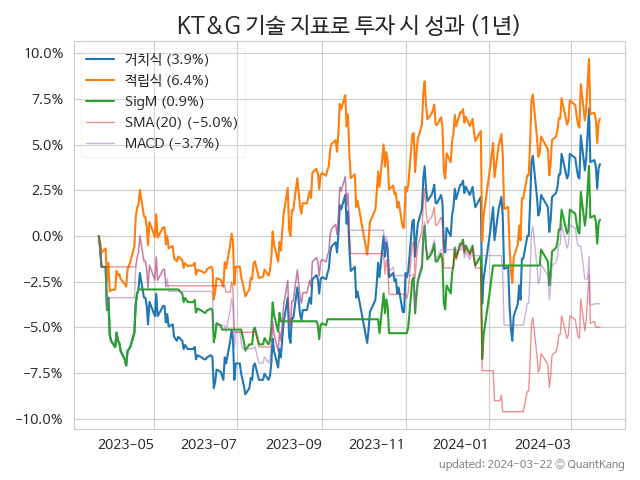 KT&G 기술 지표로 투자 시 성과 (1년)
거치식 (3.9%)
적립식 (6.4%)
SigM (0.9%)
SMA(20) (−5.0%)
MACD (−3.7%)
10.0%
7.5%
5.0%
2.5%
0.0%
−2.5%
−5.0%
−7.5%
−10.0%
2023-05 2023-07 2023-09 2023-11 2024-01 2024-03
updated: 2024-03-22 © QuantKang